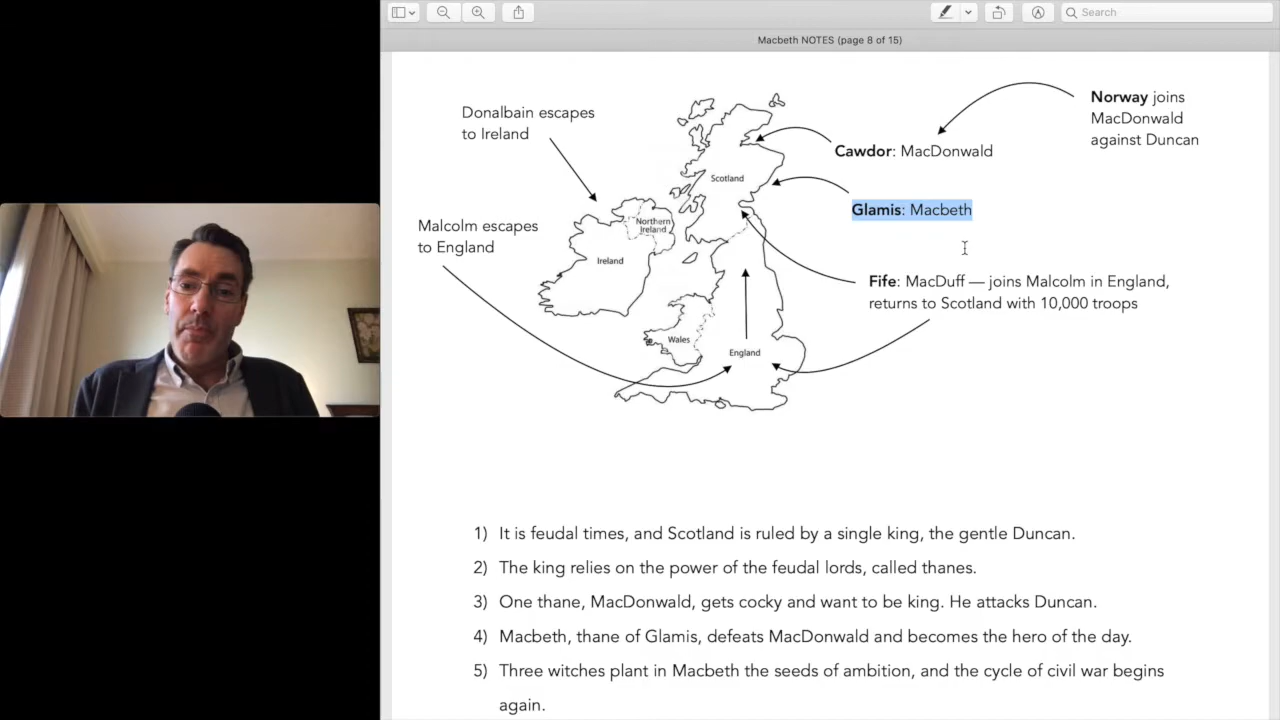 Search
Macbeth NOTES (page 8 of 15)
Donalbain escapes
to Ireland
Norway joins
MacDonwald
against Duncan
Cawdor: MacDonwald
Scotland
Glamis: Macbeth
Malcolm escapes
to England
Northern
Ireland
Ireland
Fife: MacDuff — joins Malcolm in England,
returns to Scotland with 10,000 troops
Wales
England
1) It is feudal times, and Scotland is ruled by a single king, the gentle Duncan.
2) The king relies on the power of the feudal lords, called thanes.
3) One thane, MacDonwald, gets cocky and want to be king. He attacks Duncan.
4) Macbeth, thane of Glamis, defeats MacDonwald and becomes the hero of the day.
5) Three witches plant in Macbeth the seeds of ambition, and the cycle of civil war begins
again.